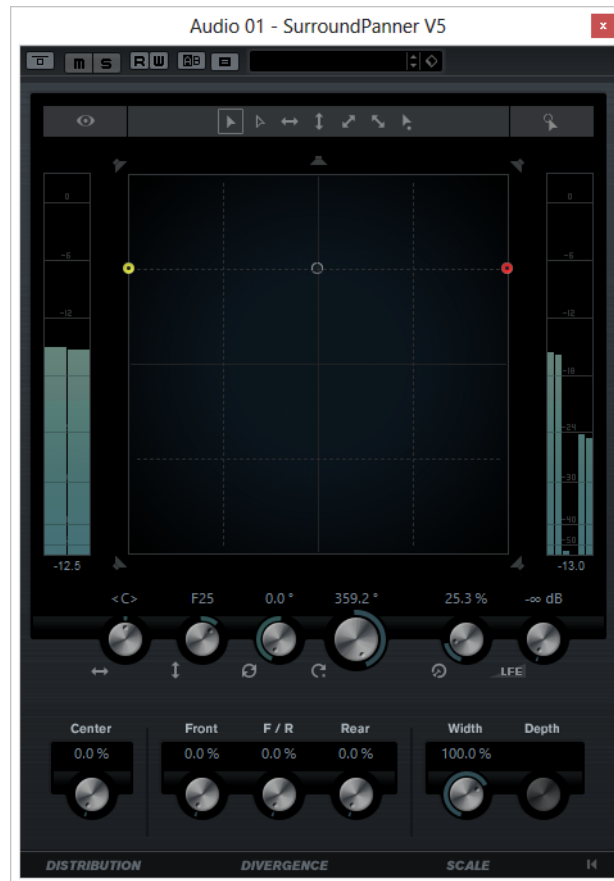 Audio 01 - SurroundPanner V5
x
m S R W AB
0 0
-6 -6
-12 -12
-18
-24
-30
-40
-50
-12.5 -13.0
<C> F25 0.0 ° 359.2 ° 25.3 % -∞ dB
LFE
Center Front F / R Rear Width Depth
0.0 % 0.0 % 0.0 % 0.0 % 100.0 %
DISTRIBUTION DIVERGENCE SCALE